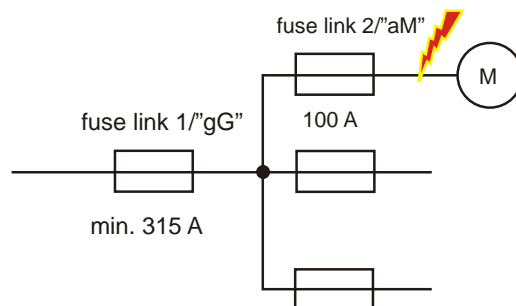 fuse link 2/”aM”
M
fuse link 1/”gG”
100 A
min. 315 A